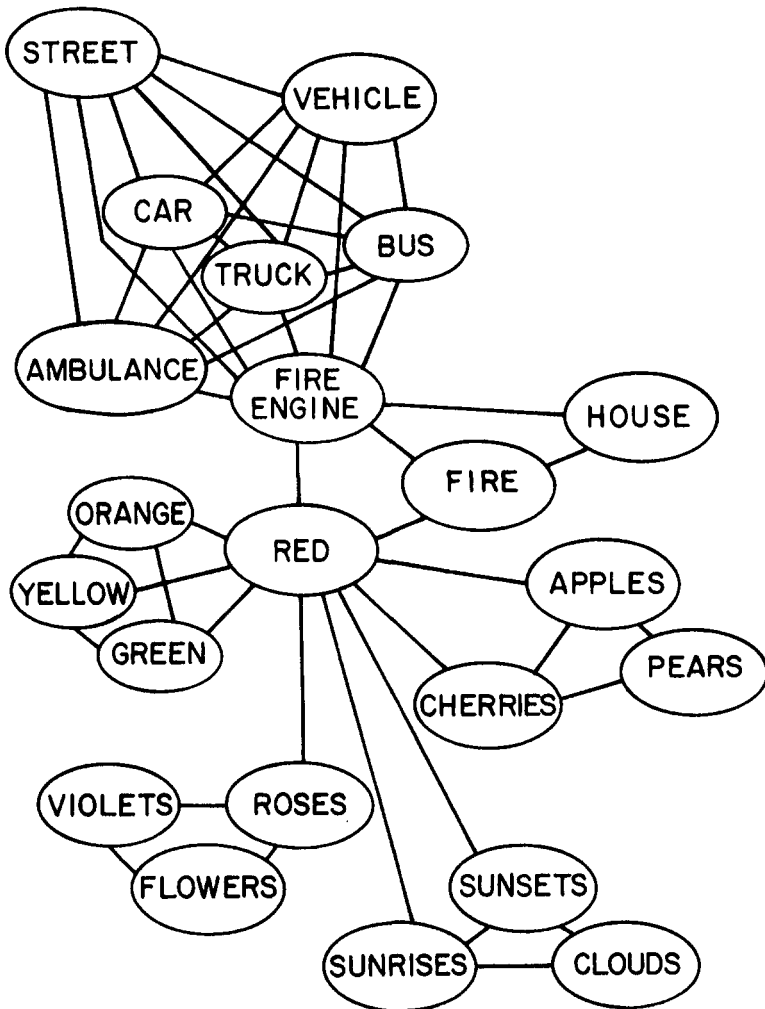 STREET
VEHICLE
CAR
BUS
TRUCK
AMBULANCE
FIRE
ENGINE
HOUSE
FIRE
ORANGE
RED
YELLOW
APPLES
GREEN
PEARS
CHERRIES
VIOLETS
ROSES
FLOWERS
SUNSETS
SUNRISES
CLOUDS